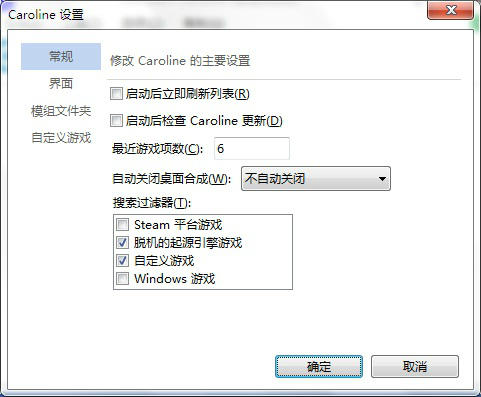 Caroline 设置
常规
界面
模组文件夹
自定义游戏
修改 Caroline 的主要设置
启动后立即刷新列表(R)
启动后检查 Caroline 更新(D)
最近游戏项数(C): 6
自动关闭桌面合成(W): 不自动关闭
搜索过滤器(T):
Steam 平台游戏
脱机的起源引擎游戏
自定义游戏
Windows 游戏
确定 取消